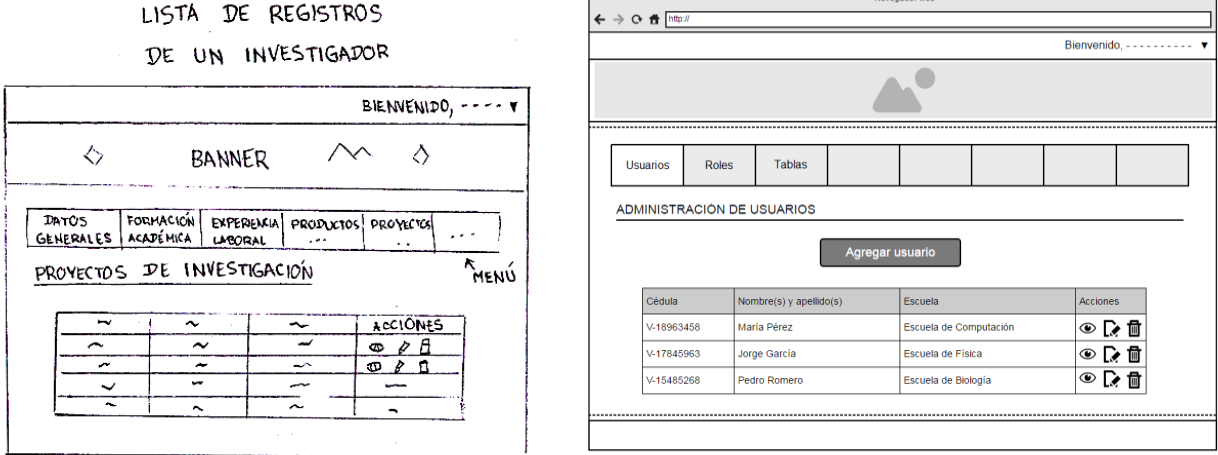 LISTA DE REGISTROS
DE UN INVESTIGADOR
BIENVENIDO, ---- ▼
BANNER
DATOS GENERALES
FORMACIÓN ACADÉMICA
EXPERIENCIA LABORAL
PRODUCTOS ...
PROYECTOS ..
...
MENÚ
PROYECTOS DE INVESTIGACIÓN
ACCIONES
http://
Bienvenido, - - - - - - - - - - ▼
Usuarios Roles Tablas
ADMINISTRACIÓN DE USUARIOS
Agregar usuario
Cédula Nombre(s) y apellido(s) Escuela Acciones
V-18963458 María Pérez Escuela de Computación
V-17845963 Jorge García Escuela de Física
V-15485268 Pedro Romero Escuela de Biología